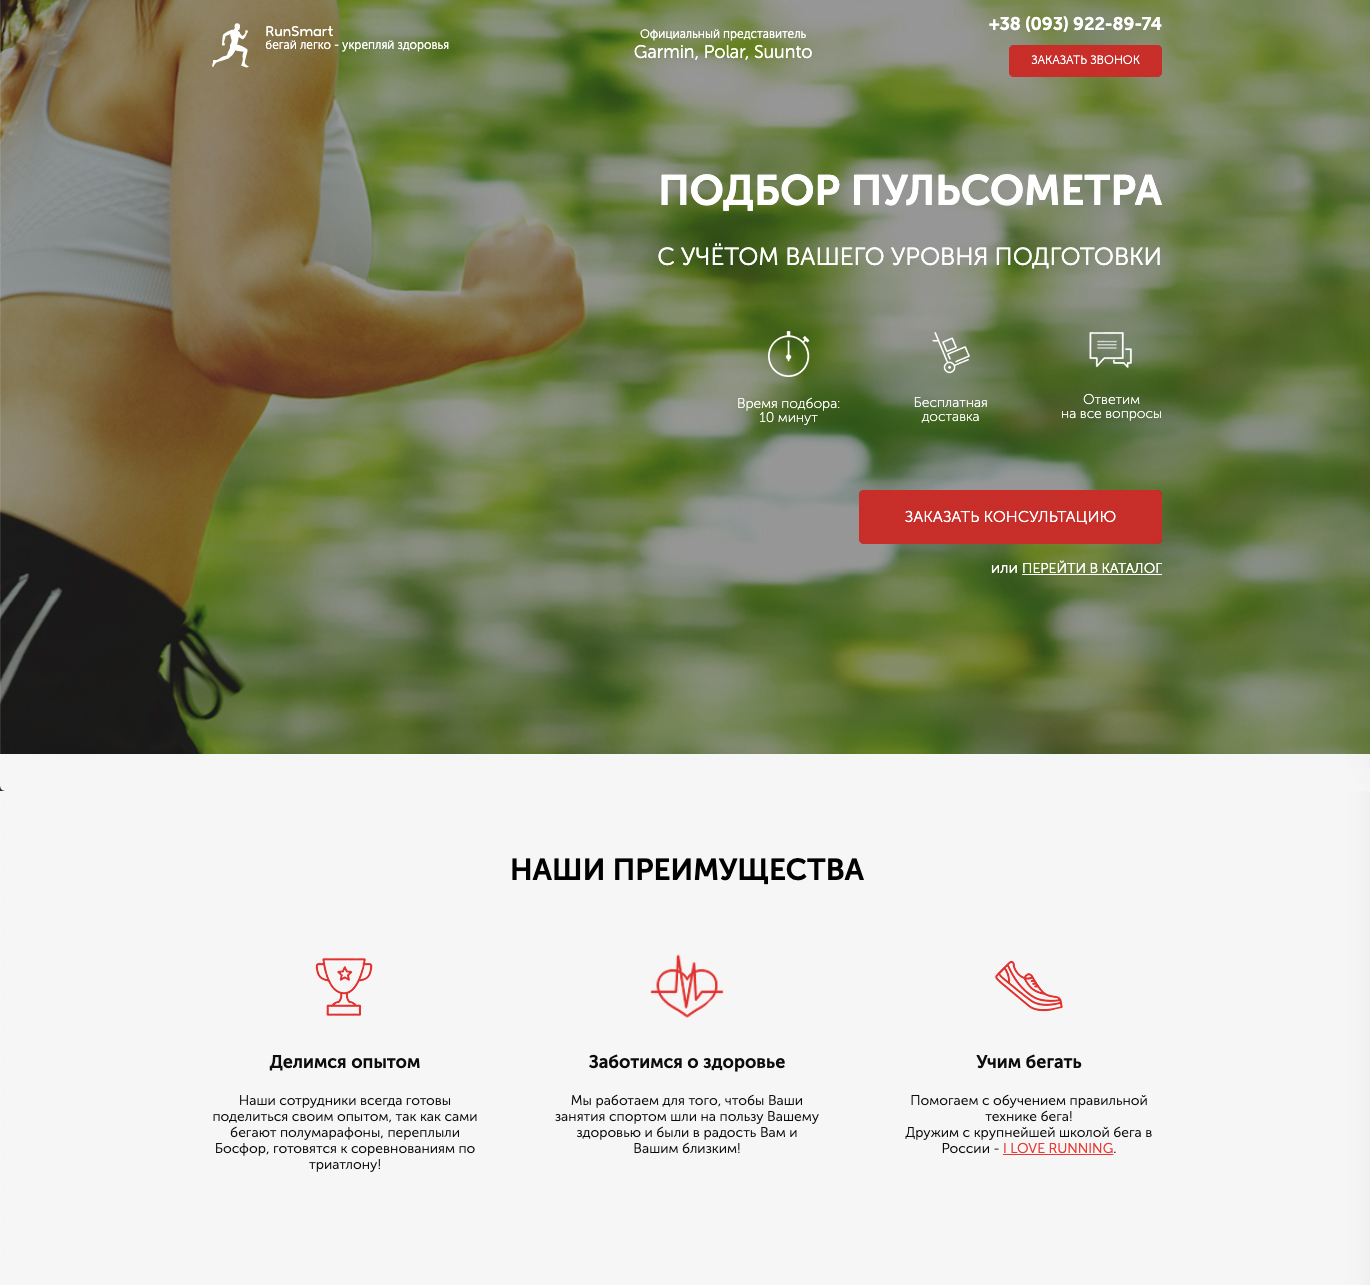 RunSmart
бегай легко - укрепляй здоровья
Официальный представитель
Garmin, Polar, Suunto
+38 (093) 922-89-74
ЗАКАЗАТЬ ЗВОНОК
ПОДБОР ПУЛЬСОМЕТРА
С УЧЁТОМ ВАШЕГО УРОВНЯ ПОДГОТОВКИ
Время подбора:
10 минут
Бесплатная
доставка
Ответим
на все вопросы
ЗАКАЗАТЬ КОНСУЛЬТАЦИЮ
или ПЕРЕЙТИ В КАТАЛОГ
НАШИ ПРЕИМУЩЕСТВА
Делимся опытом
Наши сотрудники всегда готовы
поделиться своим опытом, так как сами
бегают полумарафоны, переплыли
Босфор, готовятся к соревнованиям по
триатлону!
Заботимся о здоровье
Мы работаем для того, чтобы Ваши
занятия спортом шли на пользу Вашему
здоровью и были в радость Вам и
Вашим близким!
Учим бегать
Помогаем с обучением правильной
технике бега!
Дружим с крупнейшей школой бега в
России - I LOVE RUNNING.